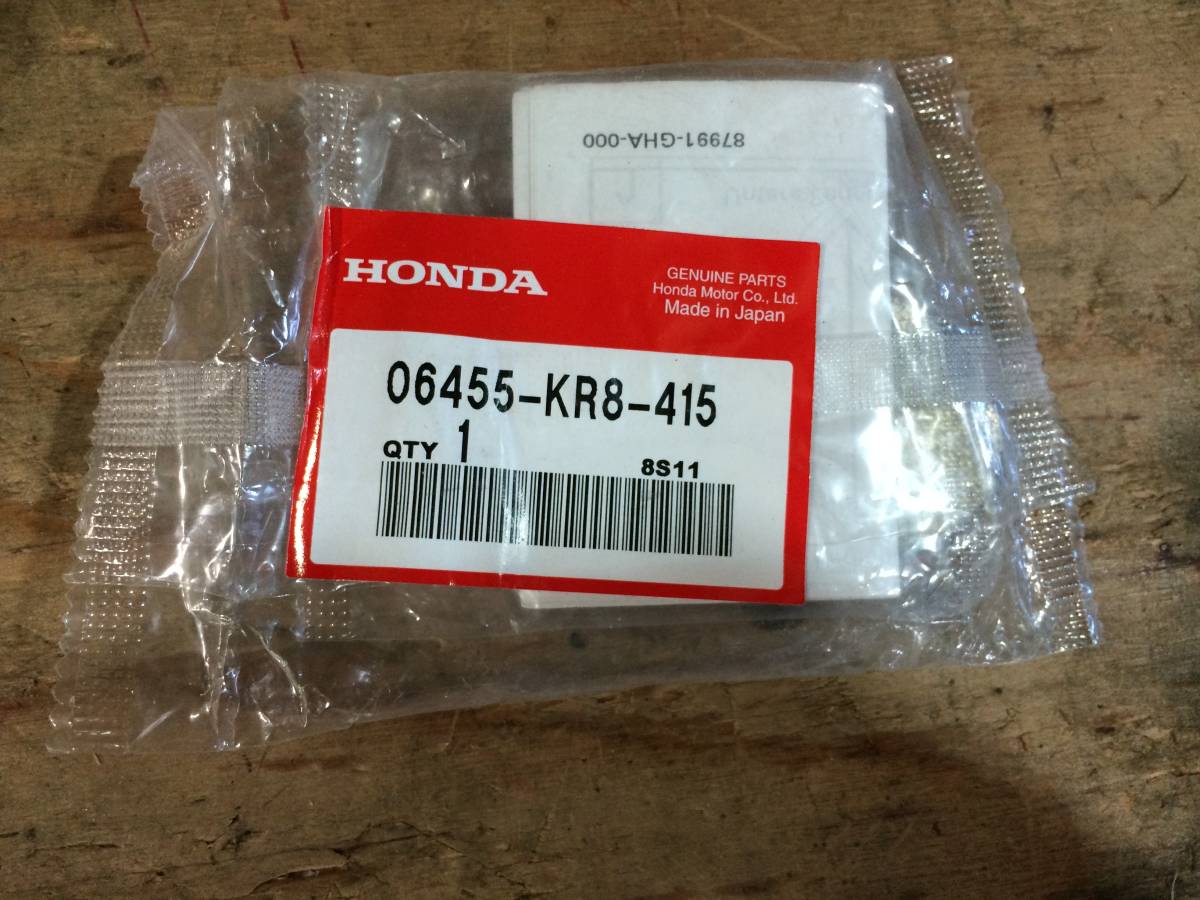 87991-GHA-000
HONDA
GENUINE PARTS
Honda Motor Co., Ltd.
Made in Japan
06455-KR8-415
QTY 1
8S11